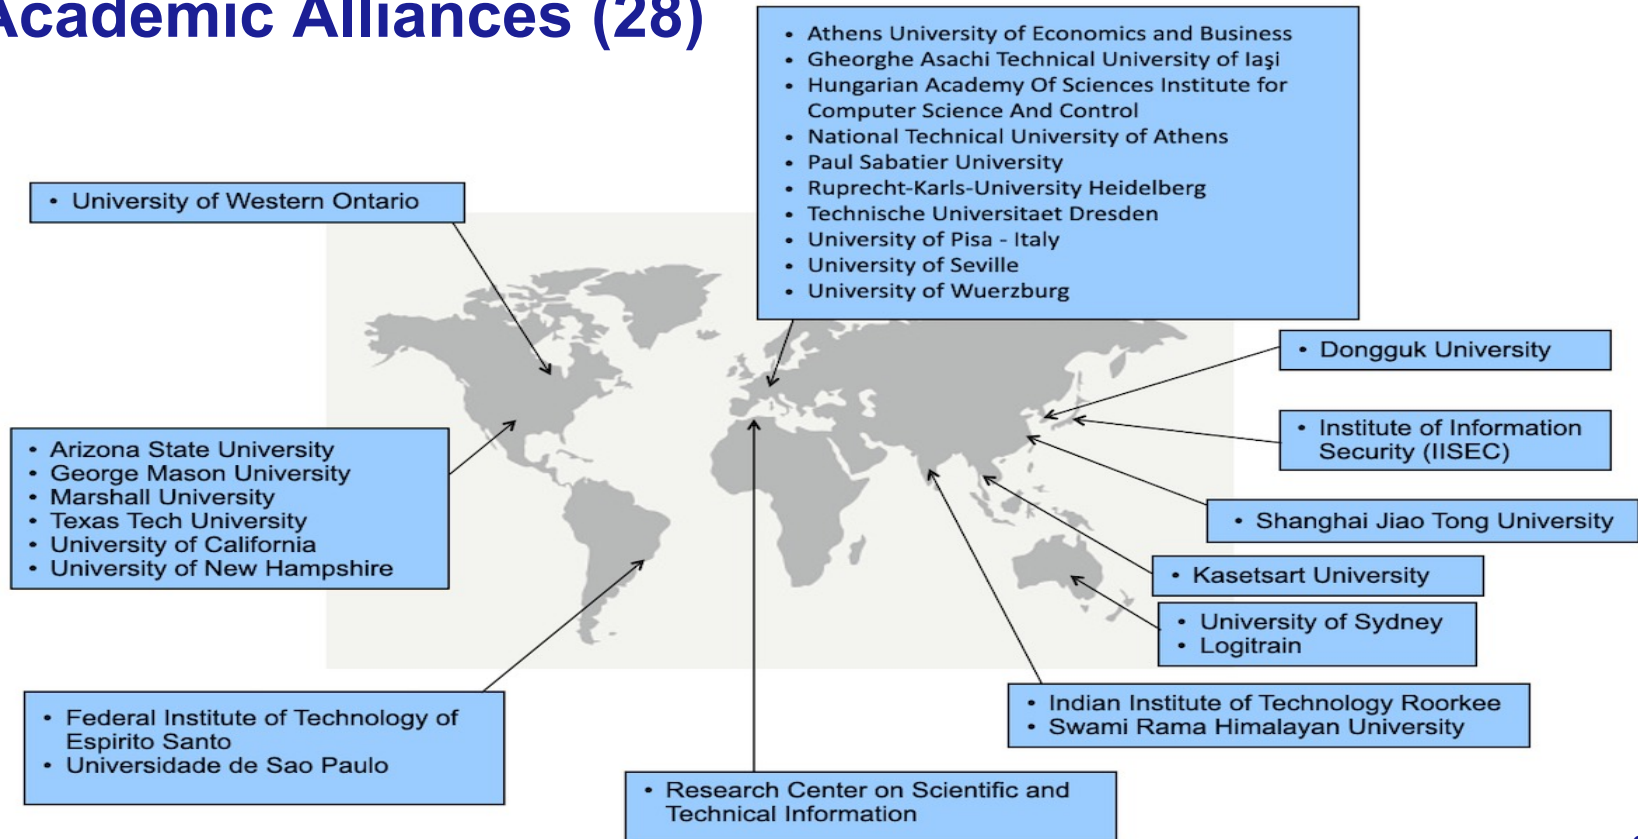 Academic Alliances (28)
• Athens University of Economics and Business
• Gheorghe Asachi Technical University of Iaşi
• Hungarian Academy Of Sciences Institute for
Computer Science And Control
• National Technical University of Athens
• Paul Sabatier University
• Ruprecht-Karls-University Heidelberg
• Technische Universitaet Dresden
• University of Pisa - Italy
• University of Seville
• University of Wuerzburg
• University of Western Ontario
• Dongguk University
• Institute of Information
Security (IISEC)
• Arizona State University
• George Mason University
• Marshall University
• Texas Tech University
• University of California
• University of New Hampshire
• Shanghai Jiao Tong University
• Kasetsart University
• University of Sydney
• Logitrain
• Indian Institute of Technology Roorkee
• Swami Rama Himalayan University
• Federal Institute of Technology of
Espirito Santo
• Universidade de Sao Paulo
• Research Center on Scientific and
Technical Information